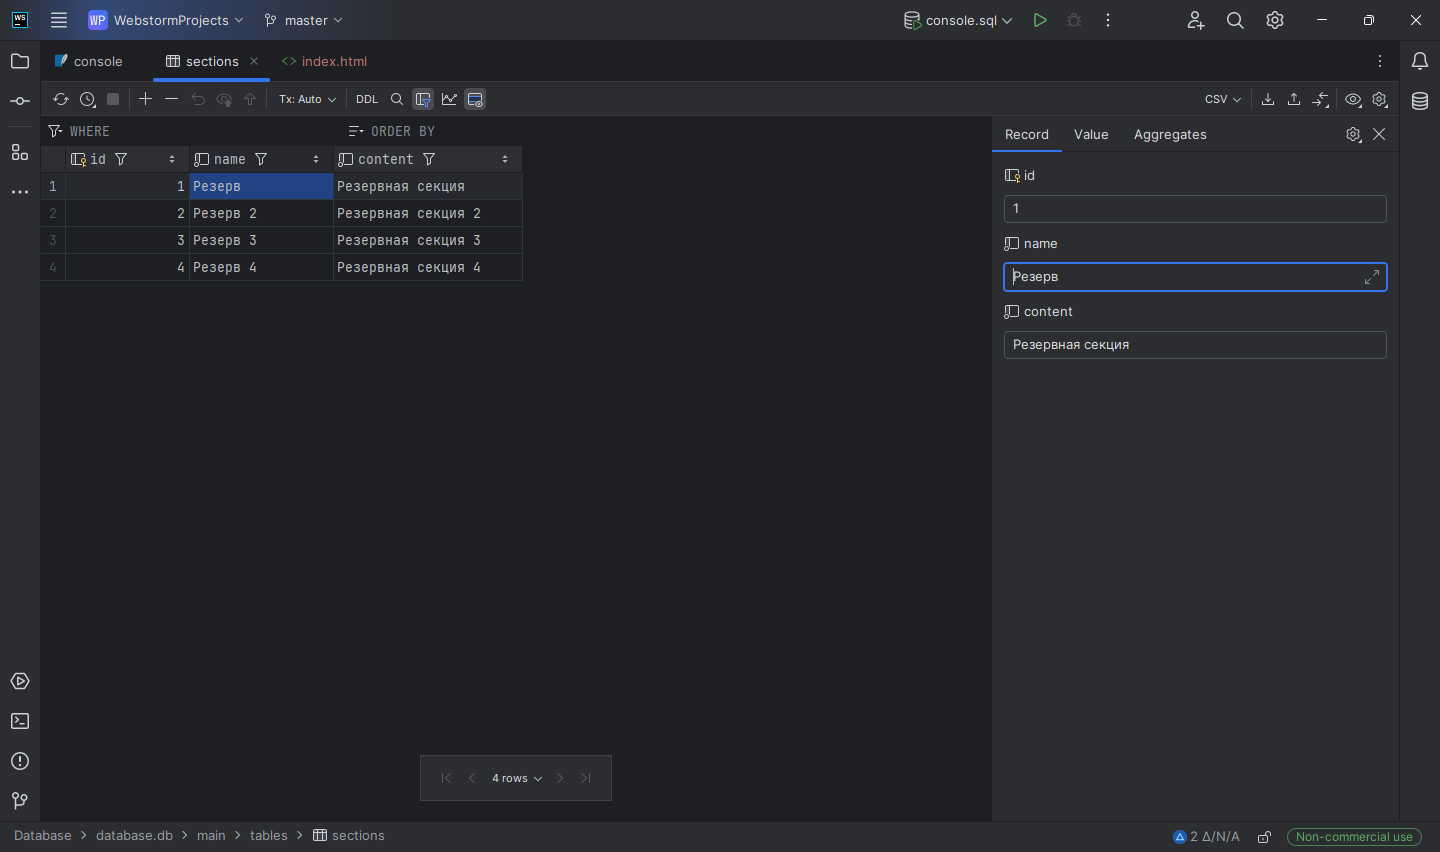 WS WP WebstormProjects master console.sql
console sections index.html
Tx: Auto DDL CSV
WHERE ORDER BY
id name content
1 1 Резерв Резервная секция
2 2 Резерв 2 Резервная секция 2
3 3 Резерв 3 Резервная секция 3
4 4 Резерв 4 Резервная секция 4
Record Value Aggregates
id
1
name
Резерв
content
Резервная секция
4 rows
Database database.db main tables sections
2 Δ/N/A Non-commercial use